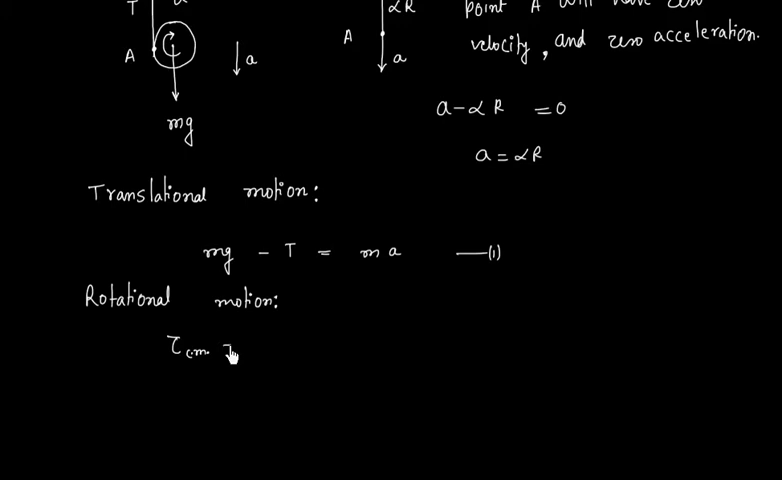 T
αR
point A will have zero
A
A
a
a
velocity, and zero acceleration.
mg
a - αR = 0
a = αR
Translational motion:
mg - T = ma —(1)
Rotational motion:
τc.m.